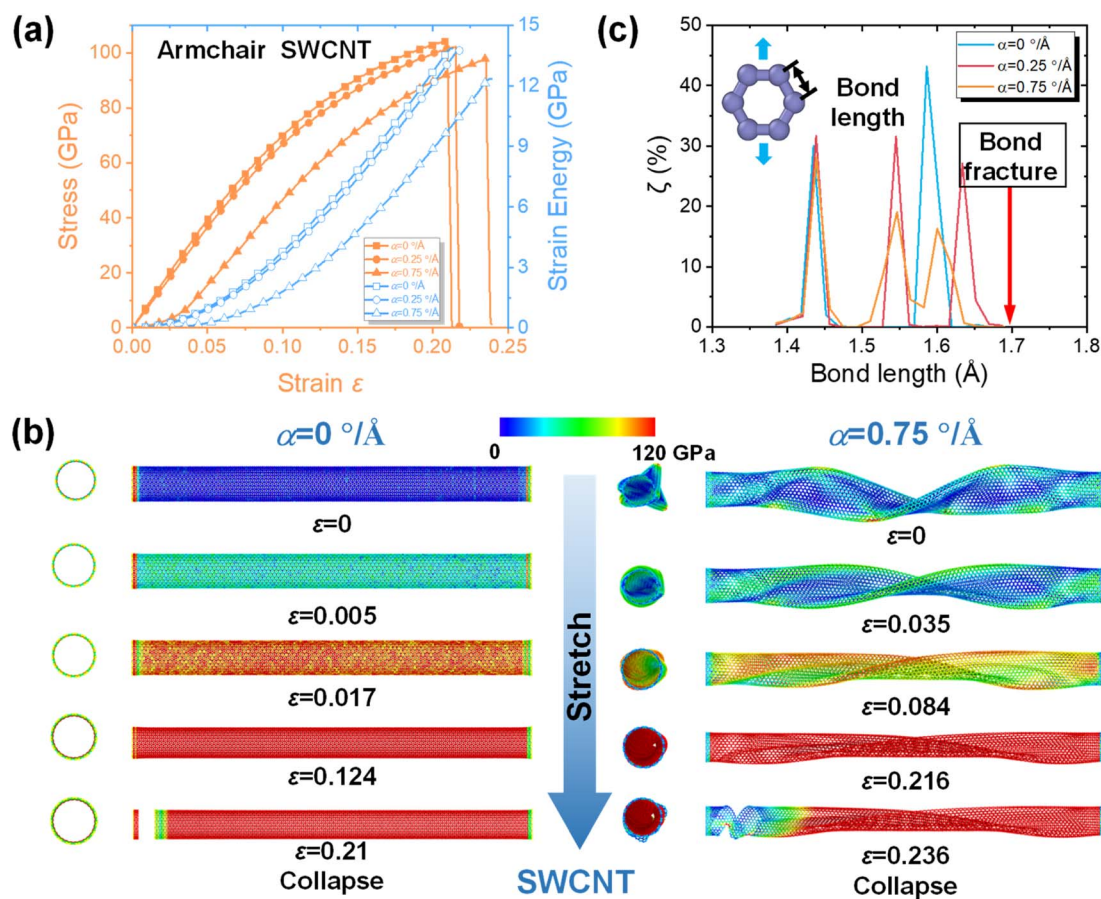 (a)
Armchair SWCNT
Stress (GPa)
100
80
60
40
20
0
0.00
0.05
0.10
0.15
0.20
0.25
Strain ε
15
12
9
6
3
0
Strain Energy (GPa)
α=0 °/Å
α=0.25 °/Å
α=0.75 °/Å
α=0 °/Å
α=0.25 °/Å
α=0.75 °/Å
(c)
ζ (%)
50
40
30
20
10
0
1.3
1.4
1.5
1.6
1.7
1.8
Bond length (Å)
Bond
length
α=0 °/Å
α=0.25 °/Å
α=0.75 °/Å
Bond
fracture
(b)
α=0 °/Å
0
120 GPa
α=0.75 °/Å
ε=0
ε=0.005
ε=0.017
ε=0.124
ε=0.21
Collapse
Stretch
SWCNT
ε=0
ε=0.035
ε=0.084
ε=0.216
ε=0.236
Collapse